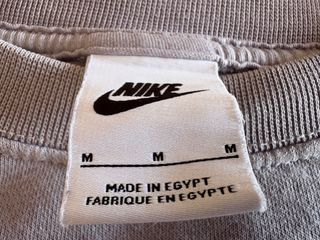 NIKE
M M M
MADE IN EGYPT
FABRIQUE EN EGYPTE